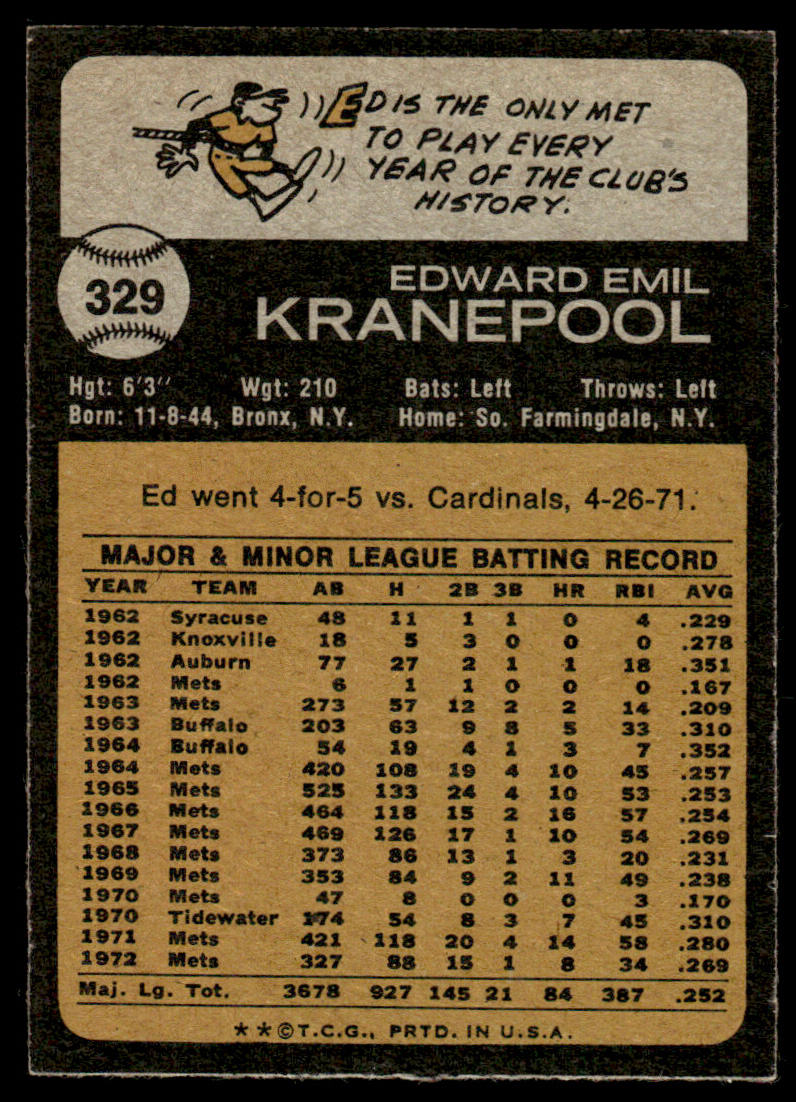 ED IS THE ONLY MET
TO PLAY EVERY
YEAR OF THE CLUB'S
HISTORY.
329
EDWARD EMIL
KRANEPOOL
Hgt: 6'3" Wgt: 210 Bats: Left Throws: Left
Born: 11-8-44, Bronx, N.Y. Home: So. Farmingdale, N.Y.
Ed went 4-for-5 vs. Cardinals, 4-26-71.
MAJOR & MINOR LEAGUE BATTING RECORD
YEAR TEAM AB H 2B 3B HR RBI AVG
1962 Syracuse 48 11 1 1 0 4 .229
1962 Knoxville 18 5 3 0 0 0 .278
1962 Auburn 77 27 2 1 1 18 .351
1962 Mets 6 1 1 0 0 0 .167
1963 Mets 273 57 12 2 2 14 .209
1963 Buffalo 203 63 9 8 5 33 .310
1964 Buffalo 54 19 4 1 3 7 .352
1964 Mets 420 108 19 4 10 45 .257
1965 Mets 525 133 24 4 10 53 .253
1966 Mets 464 118 15 2 16 57 .254
1967 Mets 469 126 17 1 10 54 .269
1968 Mets 373 86 13 1 3 20 .231
1969 Mets 353 84 9 2 11 49 .238
1970 Mets 47 8 0 0 0 3 .170
1970 Tidewater 174 54 8 3 7 45 .310
1971 Mets 421 118 20 4 14 58 .280
1972 Mets 327 88 15 1 8 34 .269
Maj. Lg. Tot. 3678 927 145 21 84 387 .252
* * © T.C.G., PRTD. IN U.S.A.